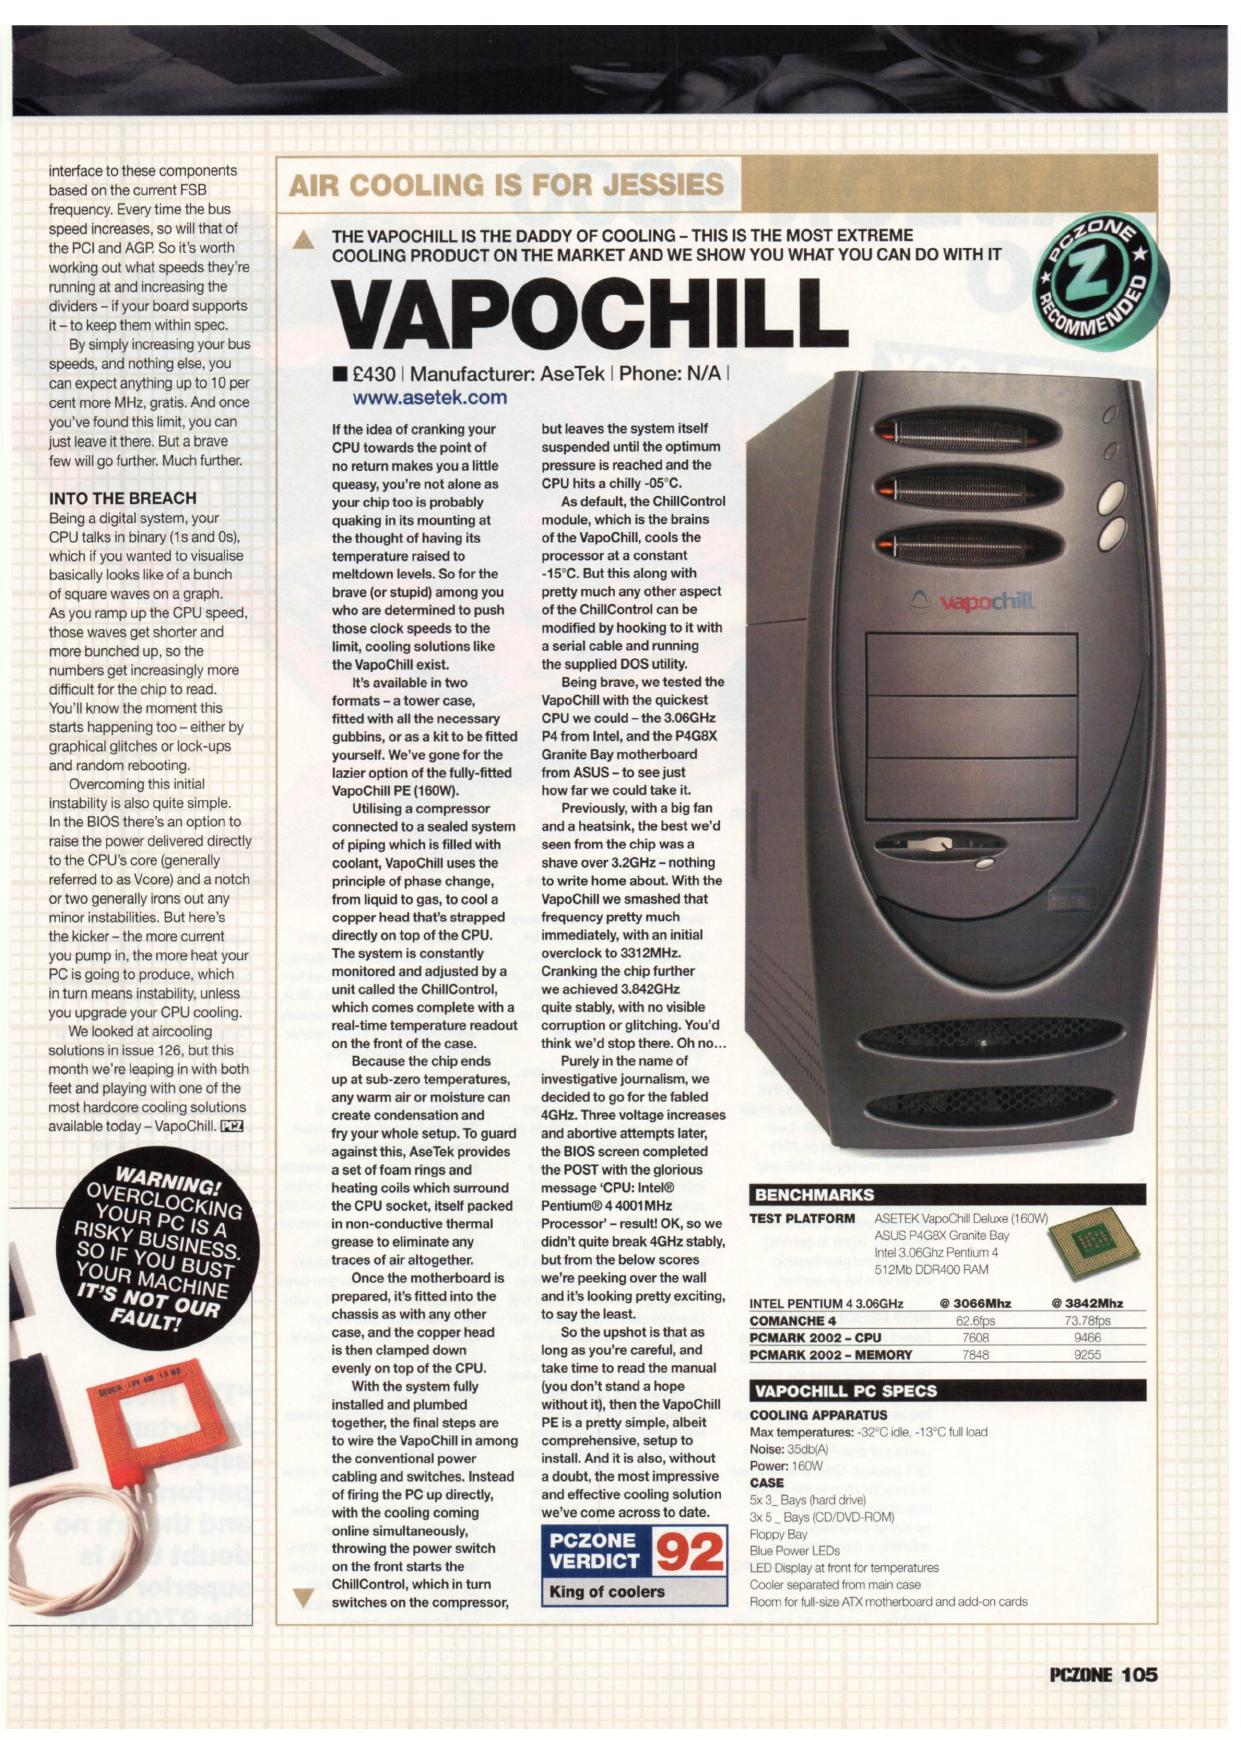 interface to these components
based on the current FSB
frequency. Every time the bus
speed increases, so will that of
the PCI and AGP. So it's worth
working out what speeds they're
running at and increasing the
dividers – if your board supports
it – to keep them within spec.
By simply increasing your bus
speeds, and nothing else, you
can expect anything up to 10 per
cent more MHz, gratis. And once
you've found this limit, you can
just leave it there. But a brave
few will go further. Much further.
INTO THE BREACH
Being a digital system, your
CPU talks in binary (1s and 0s),
which if you wanted to visualise
basically looks like of a bunch
of square waves on a graph.
As you ramp up the CPU speed,
those waves get shorter and
more bunched up, so the
numbers get increasingly more
difficult for the chip to read.
You'll know the moment this
starts happening too – either by
graphical glitches or lock-ups
and random rebooting.
Overcoming this initial
instability is also quite simple.
In the BIOS there's an option to
raise the power delivered directly
to the CPU's core (generally
referred to as Vcore) and a notch
or two generally irons out any
minor instabilities. But here's
the kicker – the more current
you pump in, the more heat your
PC is going to produce, which
in turn means instability, unless
you upgrade your CPU cooling.
We looked at aircooling
solutions in issue 126, but this
month we're leaping in with both
feet and playing with one of the
most hardcore cooling solutions
available today – VapoChill. PCZ
WARNING!
OVERCLOCKING
YOUR PC IS A
RISKY BUSINESS.
SO IF YOU BUST
YOUR MACHINE
IT'S NOT OUR
FAULT!
AIR COOLING IS FOR JESSIES
THE VAPOCHILL IS THE DADDY OF COOLING – THIS IS THE MOST EXTREME
COOLING PRODUCT ON THE MARKET AND WE SHOW YOU WHAT YOU CAN DO WITH IT
PCZONE
Z
RECOMMENDED
VAPOCHILL
■ £430 | Manufacturer: AseTek | Phone: N/A |
www.asetek.com
If the idea of cranking your
CPU towards the point of
no return makes you a little
queasy, you're not alone as
your chip too is probably
quaking in its mounting at
the thought of having its
temperature raised to
meltdown levels. So for the
brave (or stupid) among you
who are determined to push
those clock speeds to the
limit, cooling solutions like
the VapoChill exist.
It's available in two
formats – a tower case,
fitted with all the necessary
gubbins, or as a kit to be fitted
yourself. We've gone for the
lazier option of the fully-fitted
VapoChill PE (160W).
Utilising a compressor
connected to a sealed system
of piping which is filled with
coolant, VapoChill uses the
principle of phase change,
from liquid to gas, to cool a
copper head that's strapped
directly on top of the CPU.
The system is constantly
monitored and adjusted by a
unit called the ChillControl,
which comes complete with a
real-time temperature readout
on the front of the case.
Because the chip ends
up at sub-zero temperatures,
any warm air or moisture can
create condensation and
fry your whole setup. To guard
against this, AseTek provides
a set of foam rings and
heating coils which surround
the CPU socket, itself packed
in non-conductive thermal
grease to eliminate any
traces of air altogether.
Once the motherboard is
prepared, it's fitted into the
chassis as with any other
case, and the copper head
is then clamped down
evenly on top of the CPU.
With the system fully
installed and plumbed
together, the final steps are
to wire the VapoChill in among
the conventional power
cabling and switches. Instead
of firing the PC up directly,
with the cooling coming
online simultaneously,
throwing the power switch
on the front starts the
ChillControl, which in turn
switches on the compressor,
but leaves the system itself
suspended until the optimum
pressure is reached and the
CPU hits a chilly -05°C.
As default, the ChillControl
module, which is the brains
of the VapoChill, cools the
processor at a constant
-15°C. But this along with
pretty much any other aspect
of the ChillControl can be
modified by hooking to it with
a serial cable and running
the supplied DOS utility.
Being brave, we tested the
VapoChill with the quickest
CPU we could – the 3.06GHz
P4 from Intel, and the P4G8X
Granite Bay motherboard
from ASUS – to see just
how far we could take it.
Previously, with a big fan
and a heatsink, the best we'd
seen from the chip was a
shave over 3.2GHz – nothing
to write home about. With the
VapoChill we smashed that
frequency pretty much
immediately, with an initial
overclock to 3312MHz.
Cranking the chip further
we achieved 3.842GHz
quite stably, with no visible
corruption or glitching. You'd
think we'd stop there. Oh no...
Purely in the name of
investigative journalism, we
decided to go for the fabled
4GHz. Three voltage increases
and abortive attempts later,
the BIOS screen completed
the POST with the glorious
message 'CPU: Intel®
Pentium® 4 4001MHz
Processor' – result! OK, so we
didn't quite break 4GHz stably,
but from the below scores
we're peeking over the wall
and it's looking pretty exciting,
to say the least.
So the upshot is that as
long as you're careful, and
take time to read the manual
(you don't stand a hope
without it), then the VapoChill
PE is a pretty simple, albeit
comprehensive, setup to
install. And it is also, without
a doubt, the most impressive
and effective cooling solution
we've come across to date.
PCZONE
VERDICT 92
King of coolers
vapochill
BENCHMARKS
TEST PLATFORM ASETEK VapoChill Deluxe (160W)
ASUS P4G8X Granite Bay
Intel 3.06Ghz Pentium 4
512Mb DDR400 RAM
INTEL PENTIUM 4 3.06GHz @ 3066Mhz @ 3842Mhz
COMANCHE 4 62.6fps 73.78fps
PCMARK 2002 – CPU 7608 9466
PCMARK 2002 – MEMORY 7848 9255
VAPOCHILL PC SPECS
COOLING APPARATUS
Max temperatures: -32°C idle, -13°C full load
Noise: 35db(A)
Power: 160W
CASE
5x 3_ Bays (hard drive)
3x 5 _ Bays (CD/DVD-ROM)
Floppy Bay
Blue Power LEDs
LED Display at front for temperatures
Cooler separated from main case
Room for full-size ATX motherboard and add-on cards
PCZONE 105